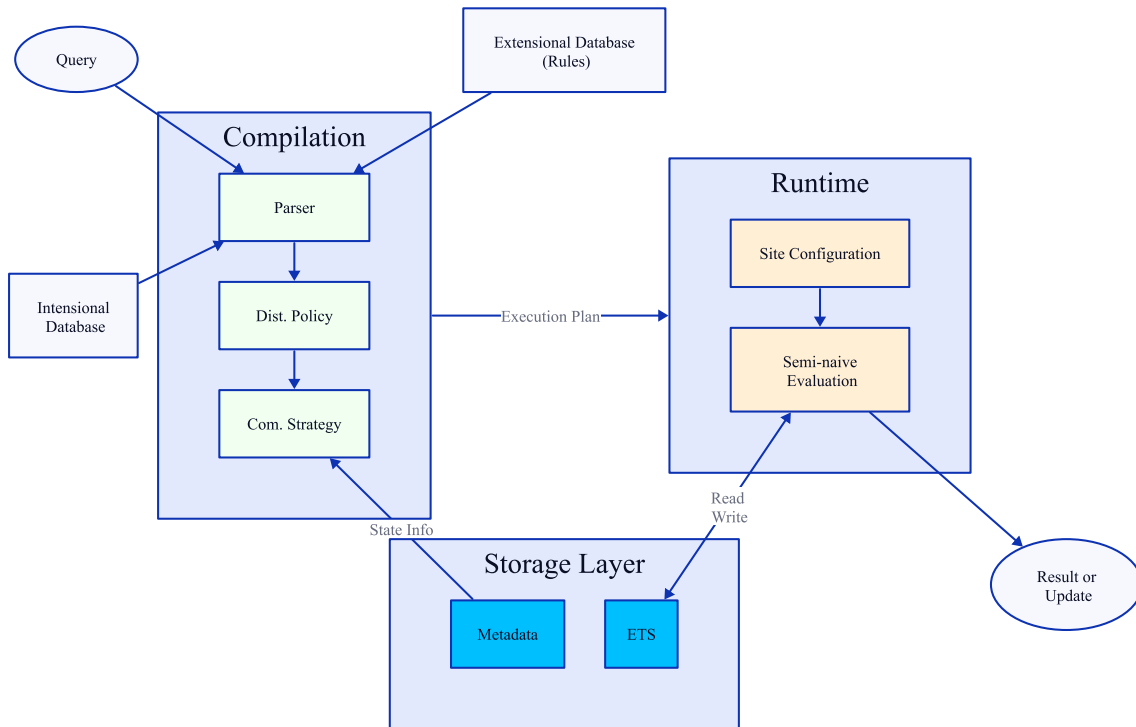 Query
Extensional Database
(Rules)
Compilation
Parser
Intensional
Database
Dist. Policy
Com. Strategy
Execution Plan
Runtime
Site Configuration
Semi-naive
Evaluation
Read
Write
State Info
Storage Layer
Metadata
ETS
Result or
Update